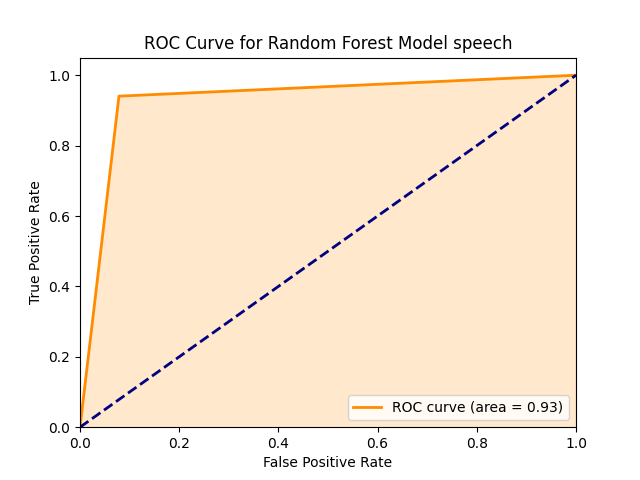 ROC Curve for Random Forest Model speech
True Positive Rate
1.0
0.8
0.6
0.4
0.2
0.0
ROC curve (area = 0.93)
0.0 0.2 0.4 0.6 0.8 1.0
False Positive Rate